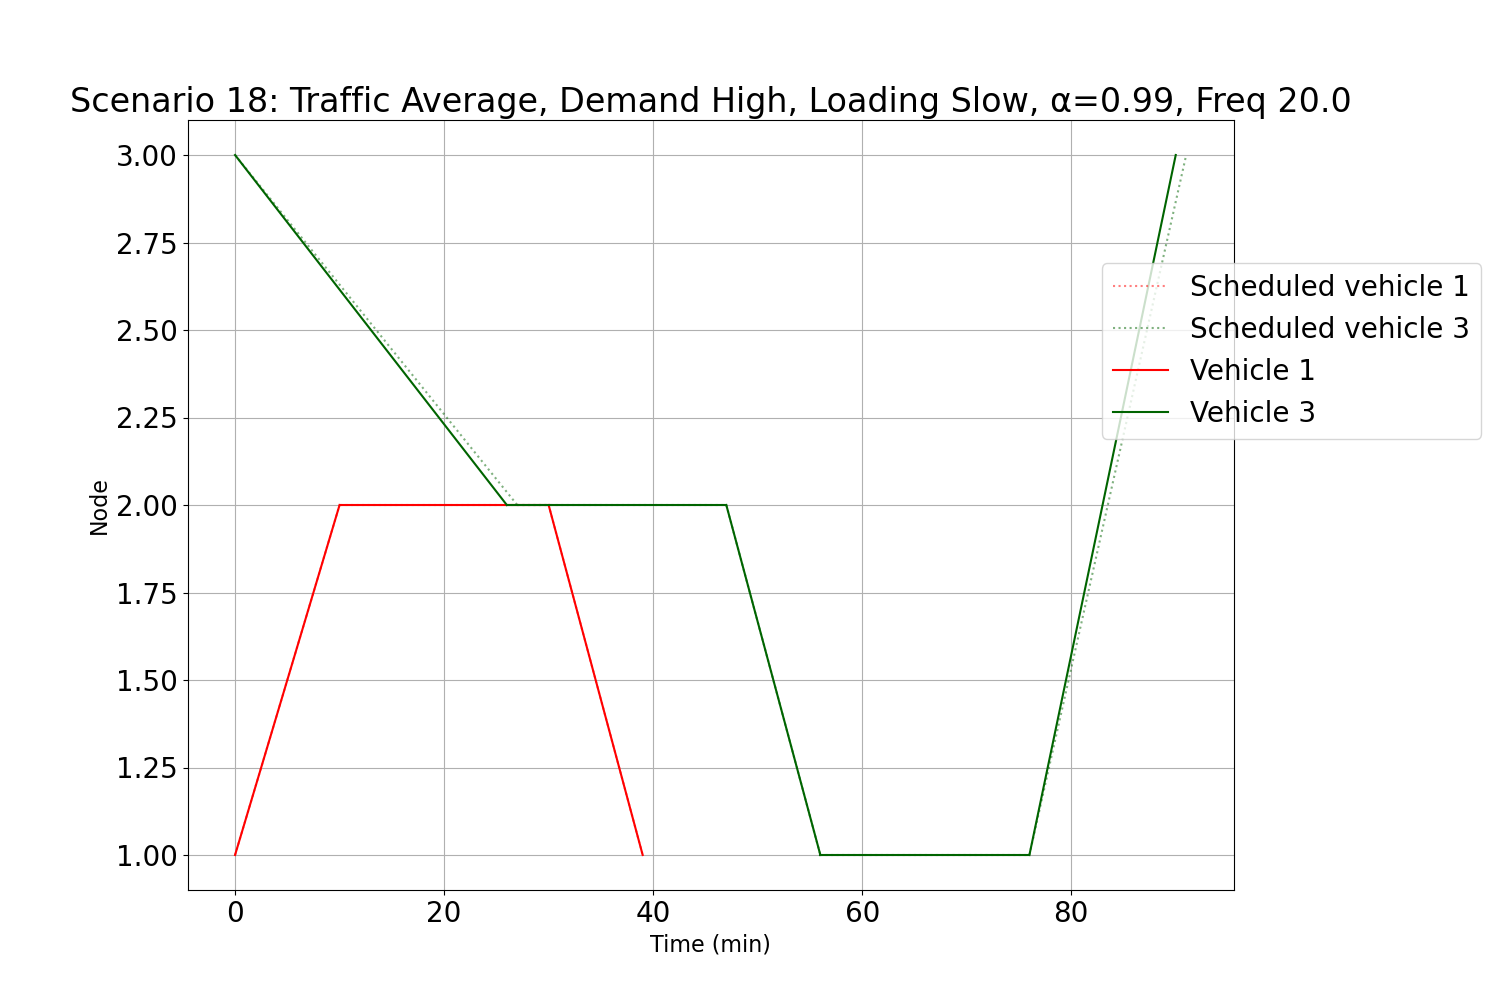 Scenario 18: Traffic Average, Demand High, Loading Slow, α=0.99, Freq 20.0
3.00
2.75
2.50
2.25
2.00
1.75
1.50
1.25
1.00
Node
Scheduled vehicle 1
Scheduled vehicle 3
Vehicle 1
Vehicle 3
0 20 40 60 80
Time (min)